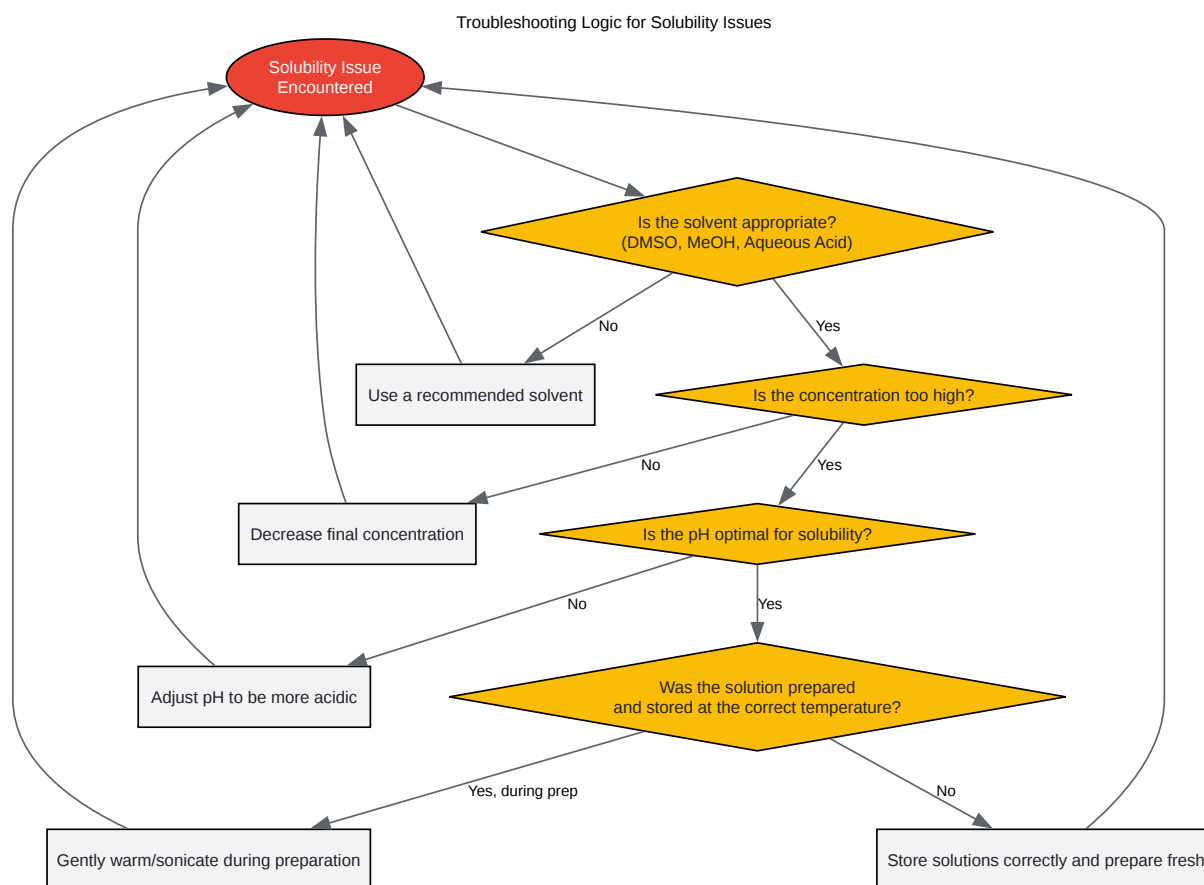 Troubleshooting Logic for Solubility Issues
Solubility Issue
Encountered
Is the solvent appropriate?
(DMSO, MeOH, Aqueous Acid)
No
Yes
Use a recommended solvent
Is the concentration too high?
No
Yes
Decrease final concentration
Is the pH optimal for solubility?
No
Yes
Adjust pH to be more acidic
Was the solution prepared
and stored at the correct temperature?
Yes, during prep
No
Gently warm/sonicate during preparation
Store solutions correctly and prepare fresh